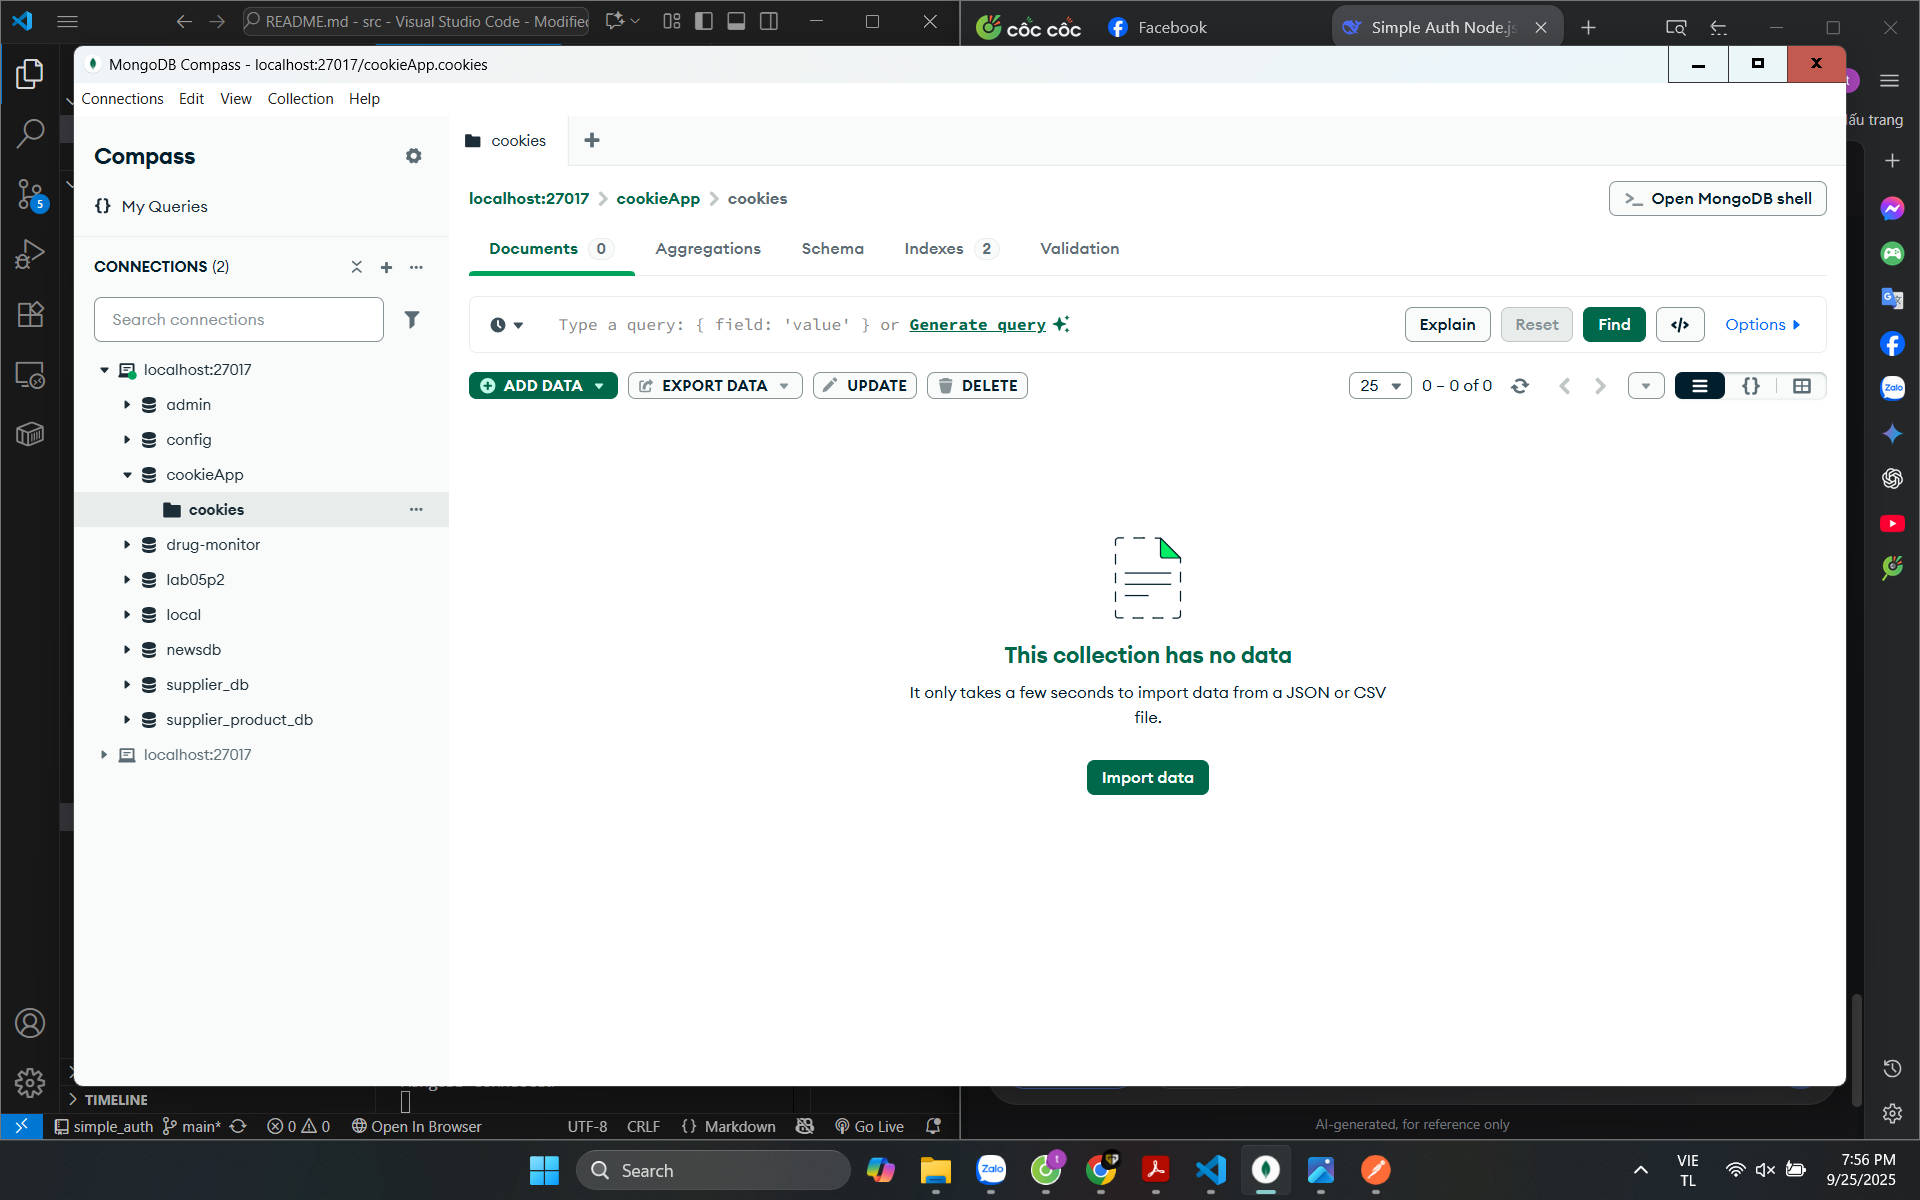 README.md - src - Visual Studio Code - Modified
cốc cốc
Facebook
Simple Auth Node.js
MongoDB Compass - localhost:27017/cookieApp.cookies
Connections Edit View Collection Help
dấu trang
Compass
{} My Queries
CONNECTIONS (2)
Search connections
localhost:27017
admin
config
cookieApp
cookies
drug-monitor
lab05p2
local
newsdb
supplier_db
supplier_product_db
localhost:27017
cookies
localhost:27017 > cookieApp > cookies
>_ Open MongoDB shell
Documents 0 Aggregations Schema Indexes 2 Validation
Type a query: { field: 'value' } or Generate query
Explain Reset Find </> Options
ADD DATA EXPORT DATA UPDATE DELETE
25 0 – 0 of 0 {}
This collection has no data
It only takes a few seconds to import data from a JSON or CSV
file.
Import data
5
Zalo
TIMELINE
simple_auth main* 0 0 Open In Browser UTF-8 CRLF {} Markdown Go Live
AI-generated, for reference only
Search
Zalo
t
VIE
TL
7:56 PM
9/25/2025